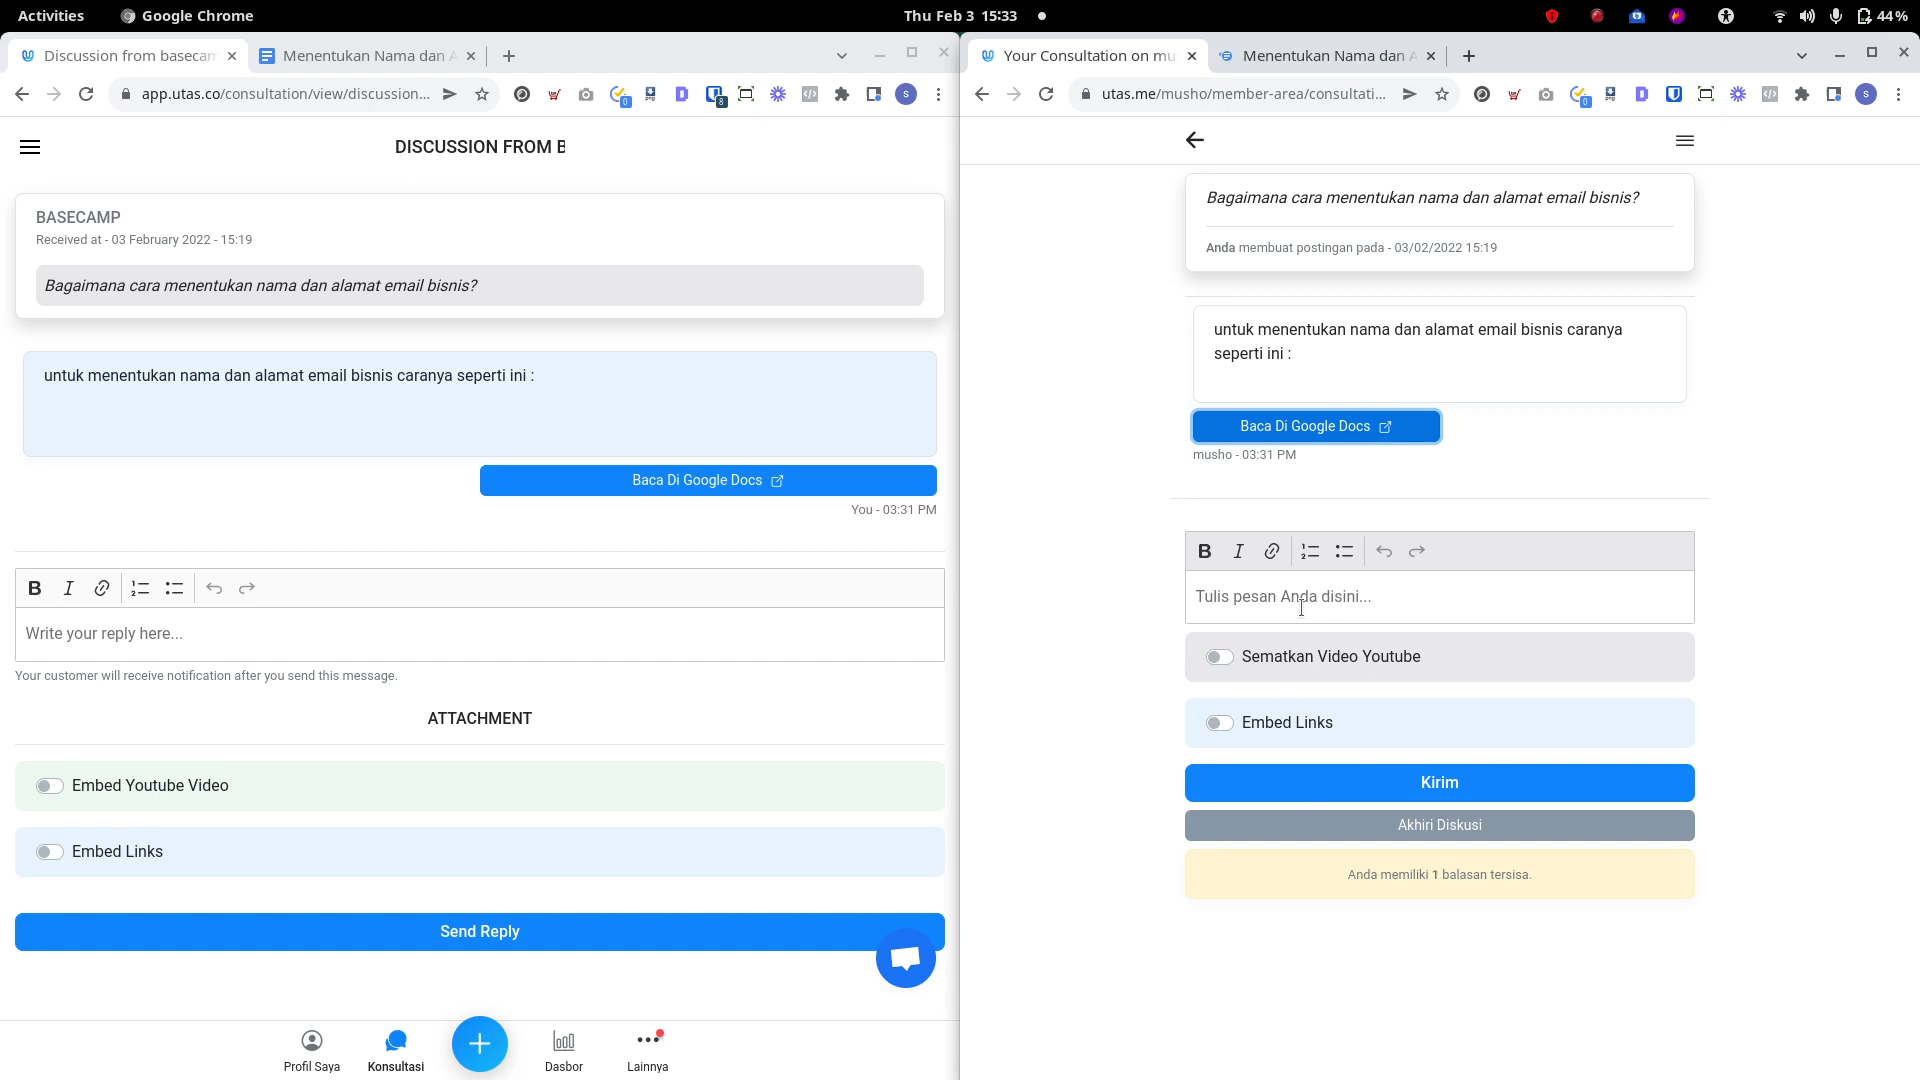 Activities
Google Chrome
Thu Feb 3 15:33
44 %
Discussion from basecam
Menentukan Nama dan A
app.utas.co/consultation/view/discussion...
DISCUSSION FROM B
BASECAMP
Received at - 03 February 2022 - 15:19
Bagaimana cara menentukan nama dan alamat email bisnis?
untuk menentukan nama dan alamat email bisnis caranya seperti ini :
Baca Di Google Docs
You - 03:31 PM
B I
Write your reply here...
Your customer will receive notification after you send this message.
ATTACHMENT
Embed Youtube Video
Embed Links
Send Reply
Profil Saya
Konsultasi
Dasbor
Lainnya
Your Consultation on mu
Menentukan Nama dan A
utas.me/musho/member-area/consultati...
Bagaimana cara menentukan nama dan alamat email bisnis?
Anda membuat postingan pada - 03/02/2022 15:19
untuk menentukan nama dan alamat email bisnis caranya
seperti ini :
Baca Di Google Docs
musho - 03:31 PM
B I
Tulis pesan Anda disini...
Sematkan Video Youtube
Embed Links
Kirim
Akhiri Diskusi
Anda memiliki 1 balasan tersisa.